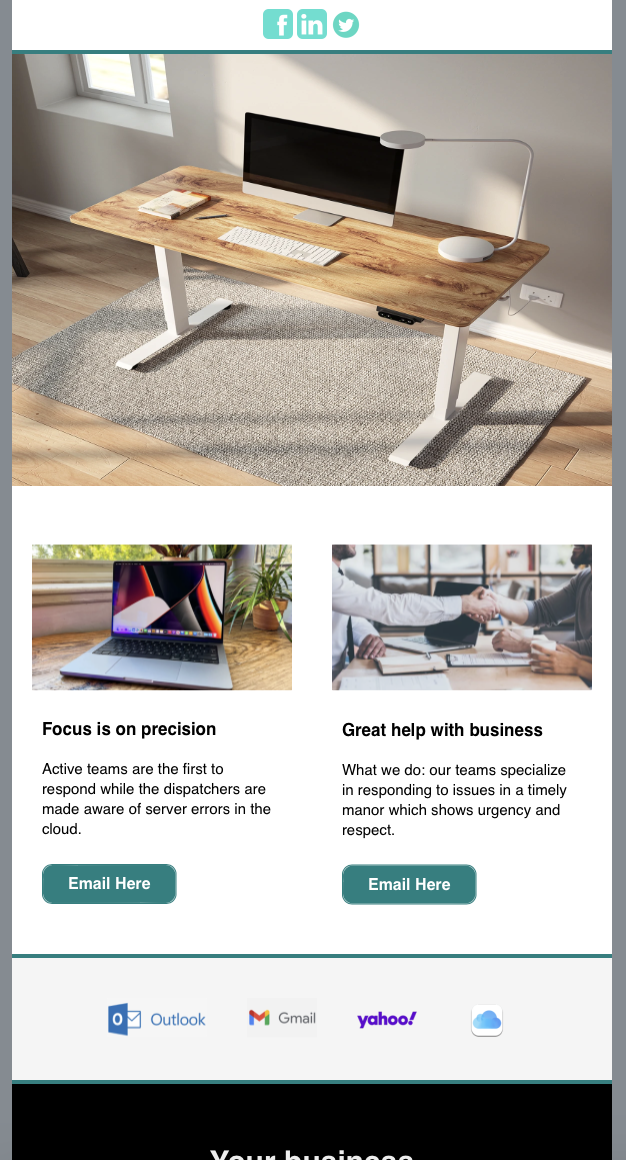 Focus is on precision
Active teams are the first to
respond while the dispatchers are
made aware of server errors in the
cloud.
Email Here
Great help with business
What we do: our teams specialize
in responding to issues in a timely
manor which shows urgency and
respect.
Email Here
Outlook
Gmail
yahoo!
Your business